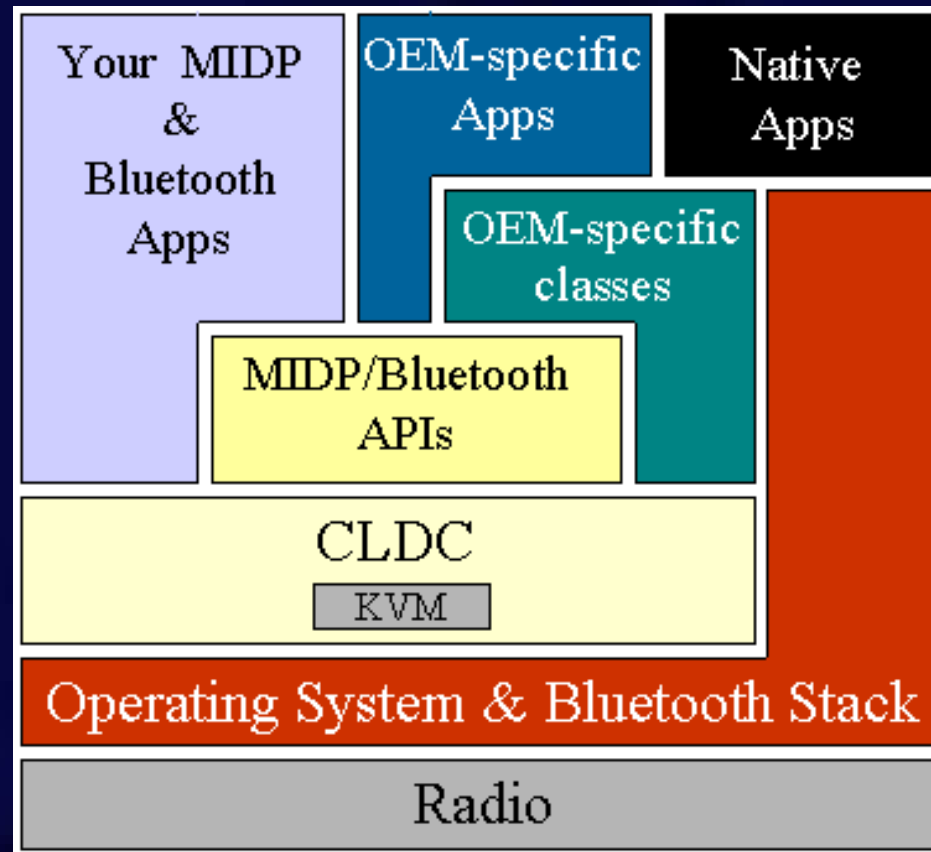 Your MIDP
&
Bluetooth
Apps
OEM-specific
Apps
Native
Apps
OEM-specific
classes
MIDP/Bluetooth
APIs
CLDC
KVM
Operating System & Bluetooth Stack
Radio